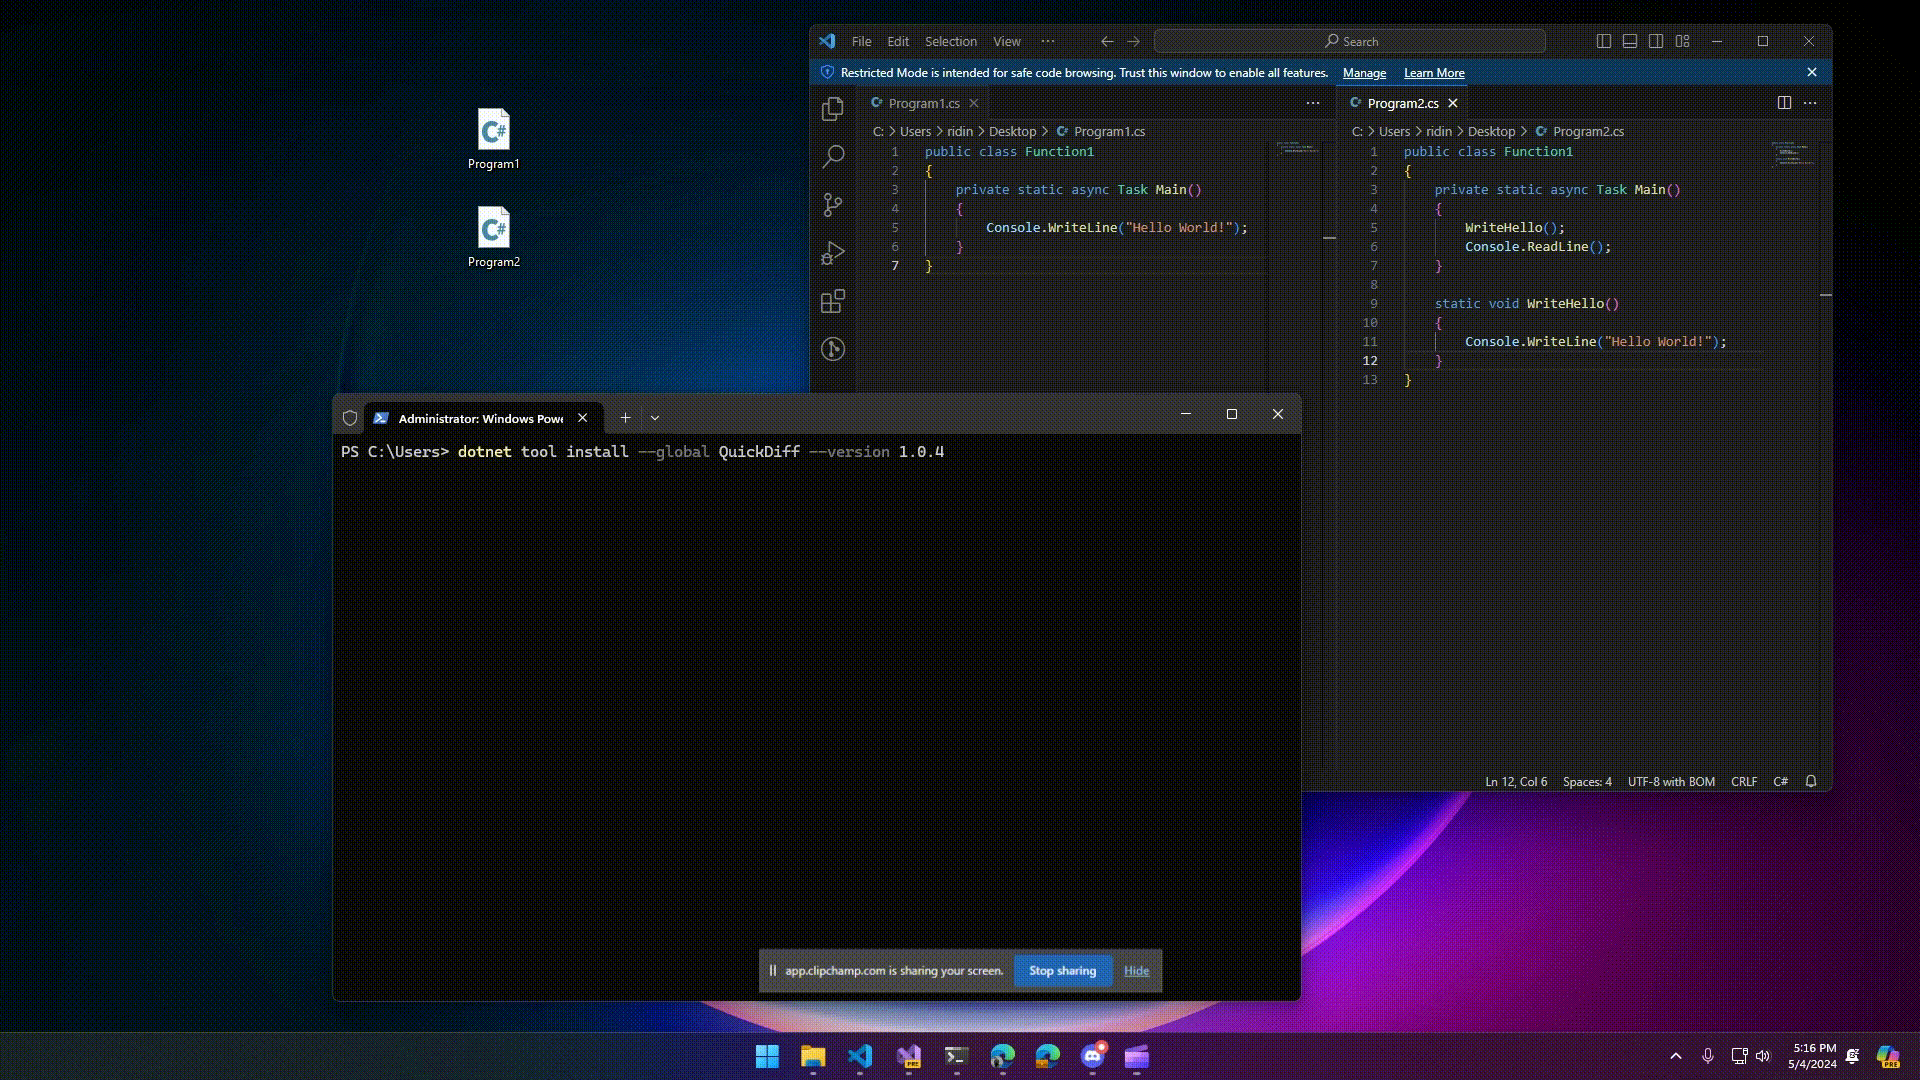 Program1
Program2
File Edit Selection View ··· Search
Restricted Mode is intended for safe code browsing. Trust this window to enable all features. Manage Learn More
Program1.cs
C: > Users > ridin > Desktop > Program1.cs
1 public class Function1
2 {
3 private static async Task Main()
4 {
5 Console.WriteLine("Hello World!");
6 }
7 }
Program2.cs
C: > Users > ridin > Desktop > Program2.cs
1 public class Function1
2 {
3 private static async Task Main()
4 {
5 WriteHello();
6 Console.ReadLine();
7 }
8
9 static void WriteHello()
10 {
11 Console.WriteLine("Hello World!");
12 }
13 }
Ln 12, Col 6 Spaces: 4 UTF-8 with BOM CRLF C#
Administrator: Windows Powe
PS C:\Users> dotnet tool install --global QuickDiff --version 1.0.4
app.clipchamp.com is sharing your screen. Stop sharing Hide
5:16 PM
5/4/2024